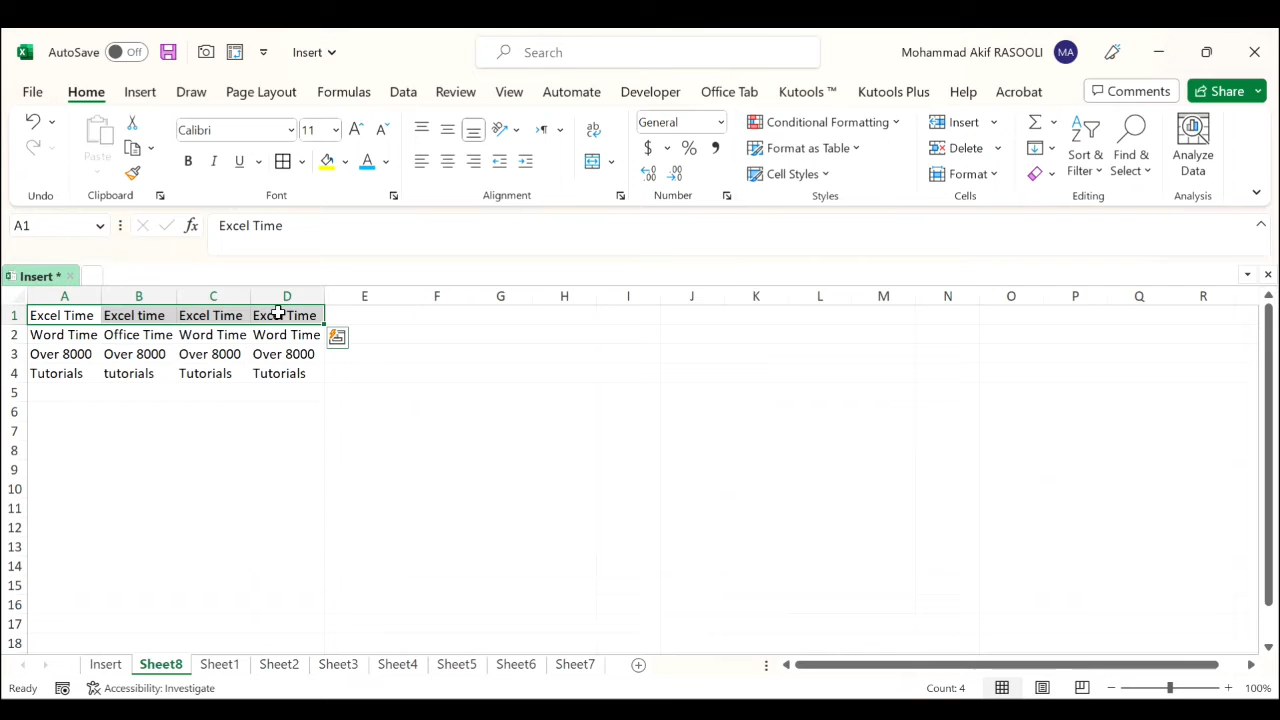 AutoSave Off Insert Search Mohammad Akif RASOOLI MA
File Home Insert Draw Page Layout Formulas Data Review View Automate Developer Office Tab Kutools ™ Kutools Plus Help Acrobat Comments Share
Calibri 11 General Conditional Formatting Insert
Paste $ % Format as Table Delete Sort & Find & Analyze
B I U A Cell Styles Format Filter Select Data
Undo Clipboard Font Alignment Number Styles Cells Editing Analysis
A1 fx Excel Time
Insert *
A B C D E F G H I J K L M N O P Q R
1 Excel Time Excel time Excel Time Excel Time
2 Word Time Office Time Word Time Word Time
3 Over 8000 Over 8000 Over 8000 Over 8000
4 Tutorials tutorials Tutorials Tutorials
5
6
7
8
9
10
11
12
13
14
15
16
17
18
Insert Sheet8 Sheet1 Sheet2 Sheet3 Sheet4 Sheet5 Sheet6 Sheet7
Ready Accessibility: Investigate Count: 4 100%